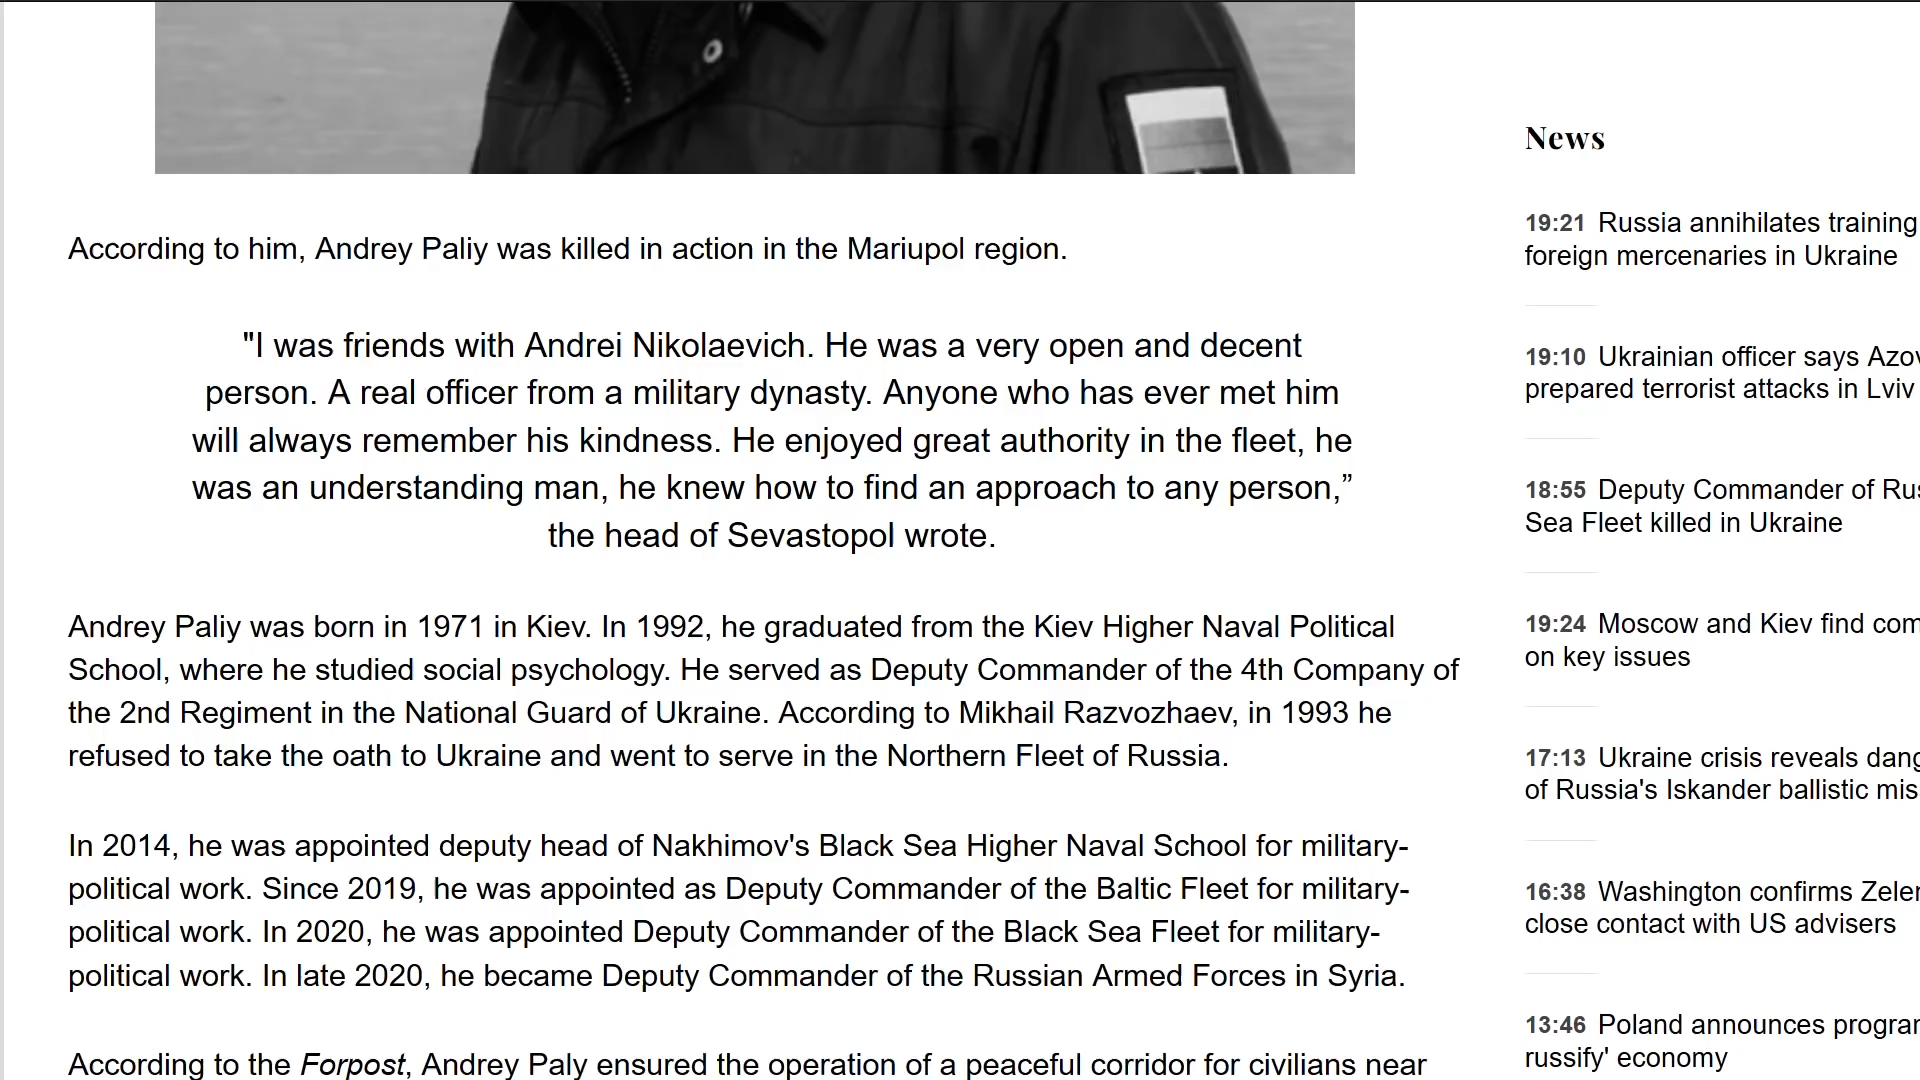 According to him, Andrey Paliy was killed in action in the Mariupol region.
"I was friends with Andrei Nikolaevich. He was a very open and decent
person. A real officer from a military dynasty. Anyone who has ever met him
will always remember his kindness. He enjoyed great authority in the fleet, he
was an understanding man, he knew how to find an approach to any person,”
the head of Sevastopol wrote.
Andrey Paliy was born in 1971 in Kiev. In 1992, he graduated from the Kiev Higher Naval Political
School, where he studied social psychology. He served as Deputy Commander of the 4th Company of
the 2nd Regiment in the National Guard of Ukraine. According to Mikhail Razvozhaev, in 1993 he
refused to take the oath to Ukraine and went to serve in the Northern Fleet of Russia.
In 2014, he was appointed deputy head of Nakhimov's Black Sea Higher Naval School for military-
political work. Since 2019, he was appointed as Deputy Commander of the Baltic Fleet for military-
political work. In 2020, he was appointed Deputy Commander of the Black Sea Fleet for military-
political work. In late 2020, he became Deputy Commander of the Russian Armed Forces in Syria.
According to the Forpost, Andrey Paly ensured the operation of a peaceful corridor for civilians near
News
19:21 Russia annihilates training
foreign mercenaries in Ukraine
19:10 Ukrainian officer says Azov
prepared terrorist attacks in Lviv
18:55 Deputy Commander of Rus
Sea Fleet killed in Ukraine
19:24 Moscow and Kiev find com
on key issues
17:13 Ukraine crisis reveals dang
of Russia's Iskander ballistic mis
16:38 Washington confirms Zelen
close contact with US advisers
13:46 Poland announces program
russify' economy